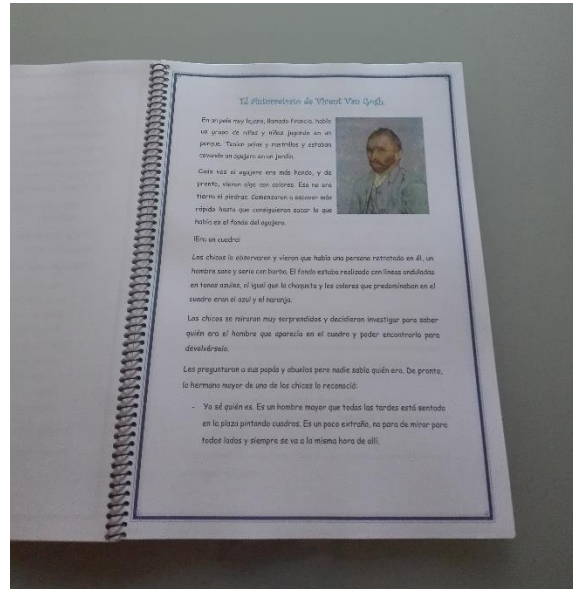 El Autorretrato de Vicent Van Gogh.
En un país muy lejano, llamado Francia, había
un grupo de niños y niñas jugando en un
parque. Tenían palas y rastrillos y estaban
cavando un agujero en un jardín.
Cada vez el agujero era más hondo, y de
pronto, vieron algo con colores. Eso no era
tierra ni piedras. Comenzaron a excavar más
rápido hasta que consiguieron sacar lo que
había en el fondo del agujero.
¡Era un cuadro!
Los chicos lo observaron y vieron que había una persona retratada en él, un
hombre sano y serio con barba. El fondo estaba realizado con líneas onduladas
en tonos azules, al igual que la chaqueta y los colores que predominaban en el
cuadro eran el azul y el naranja.
Los chicos se miraron muy sorprendidos y decidieron investigar para saber
quién era el hombre que aparecía en el cuadro y poder encontrarlo para
devolvérselo.
Les preguntaron a sus papás y abuelos pero nadie sabía quién era. De pronto,
la hermana mayor de uno de los chicos lo reconoció:
- Yo sé quién es. Es un hombre mayor que todas las tardes está sentado
en la plaza pintando cuadros. Es un poco extraño, no para de mirar para
todos lados y siempre se va a la misma hora de allí.